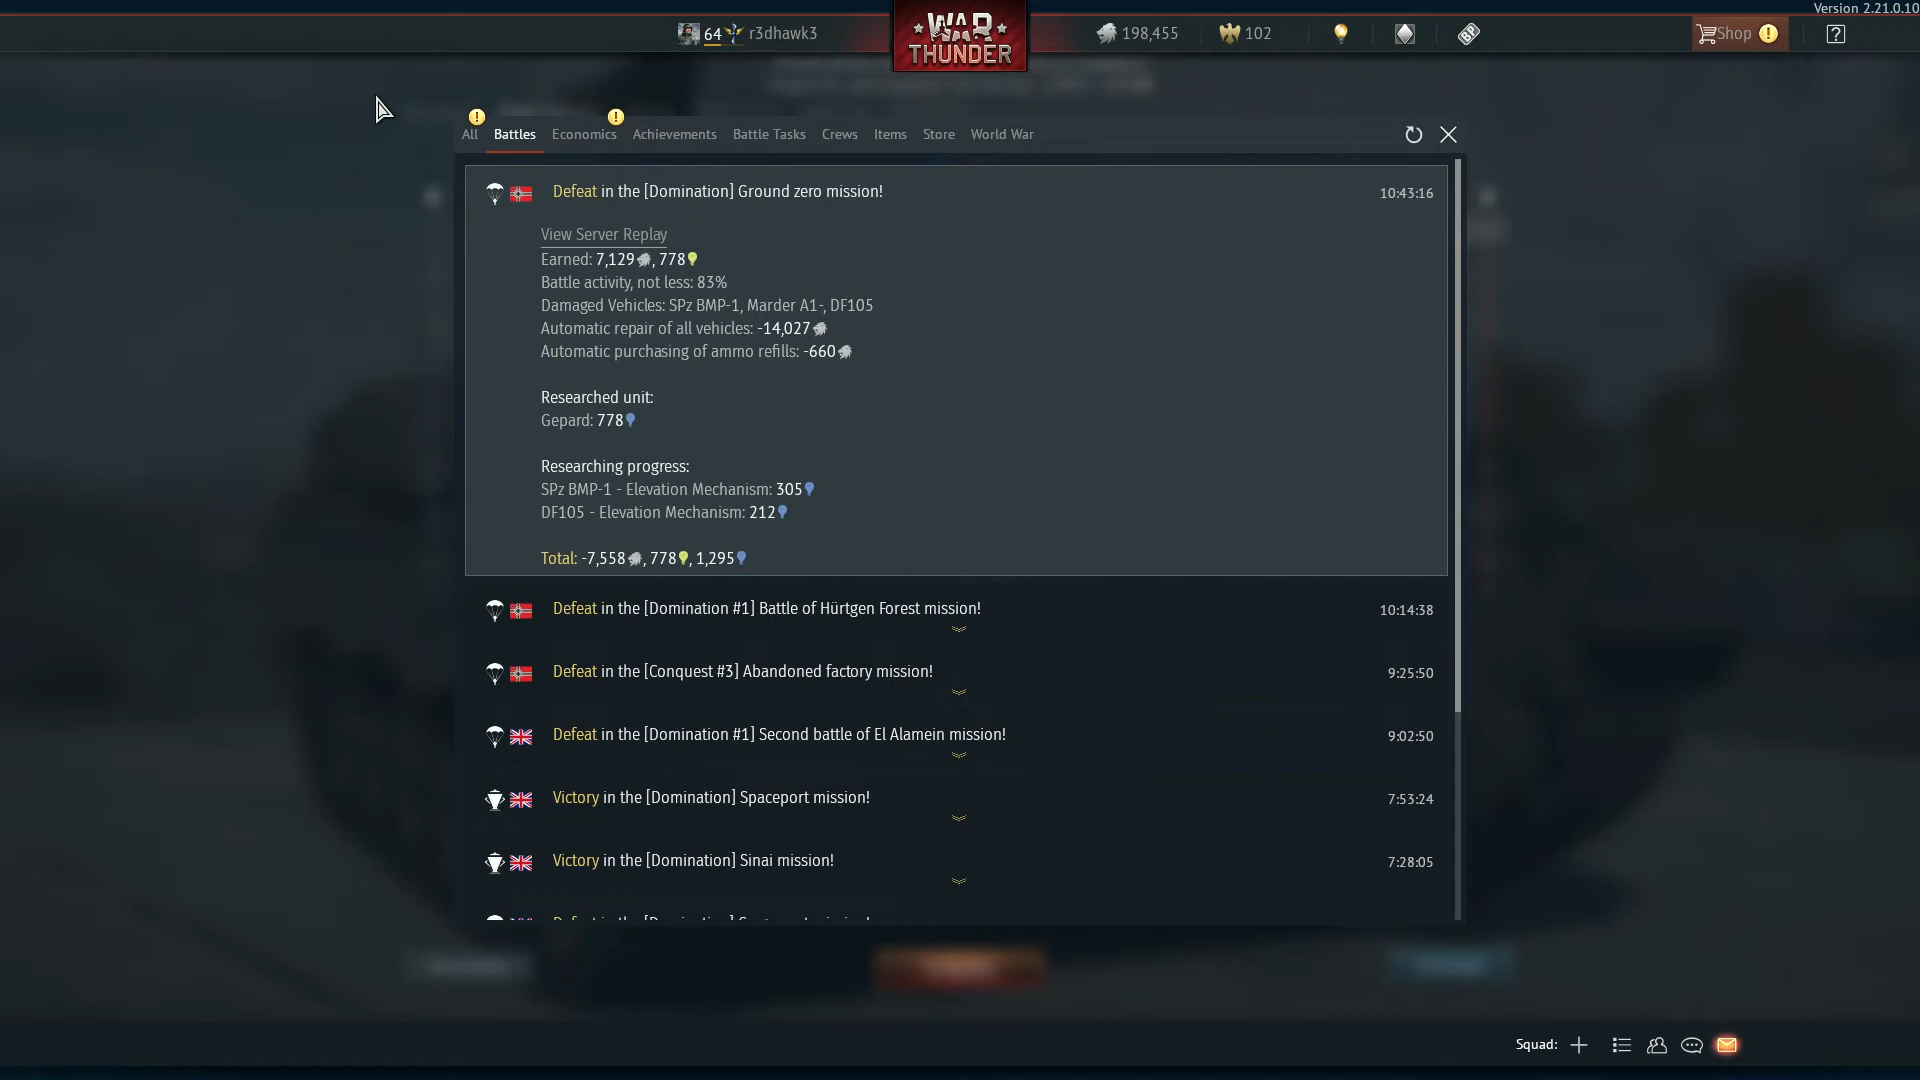 Version 2.21.0.10
64 r3dhawk3
WAR THUNDER
198,455
102
Shop
All Battles Economics Achievements Battle Tasks Crews Items Store World War
Defeat in the [Domination] Ground zero mission! 10:43:16
View Server Replay
Earned: 7,129, 778
Battle activity, not less: 83%
Damaged Vehicles: SPz BMP-1, Marder A1-, DF105
Automatic repair of all vehicles: -14,027
Automatic purchasing of ammo refills: -660
Researched unit:
Gepard: 778
Researching progress:
SPz BMP-1 - Elevation Mechanism: 305
DF105 - Elevation Mechanism: 212
Total: -7,558, 778, 1,295
Defeat in the [Domination #1] Battle of Hürtgen Forest mission! 10:14:38
Defeat in the [Conquest #3] Abandoned factory mission! 9:25:50
Defeat in the [Domination #1] Second battle of El Alamein mission! 9:02:50
Victory in the [Domination] Spaceport mission! 7:53:24
Victory in the [Domination] Sinai mission! 7:28:05
Squad: